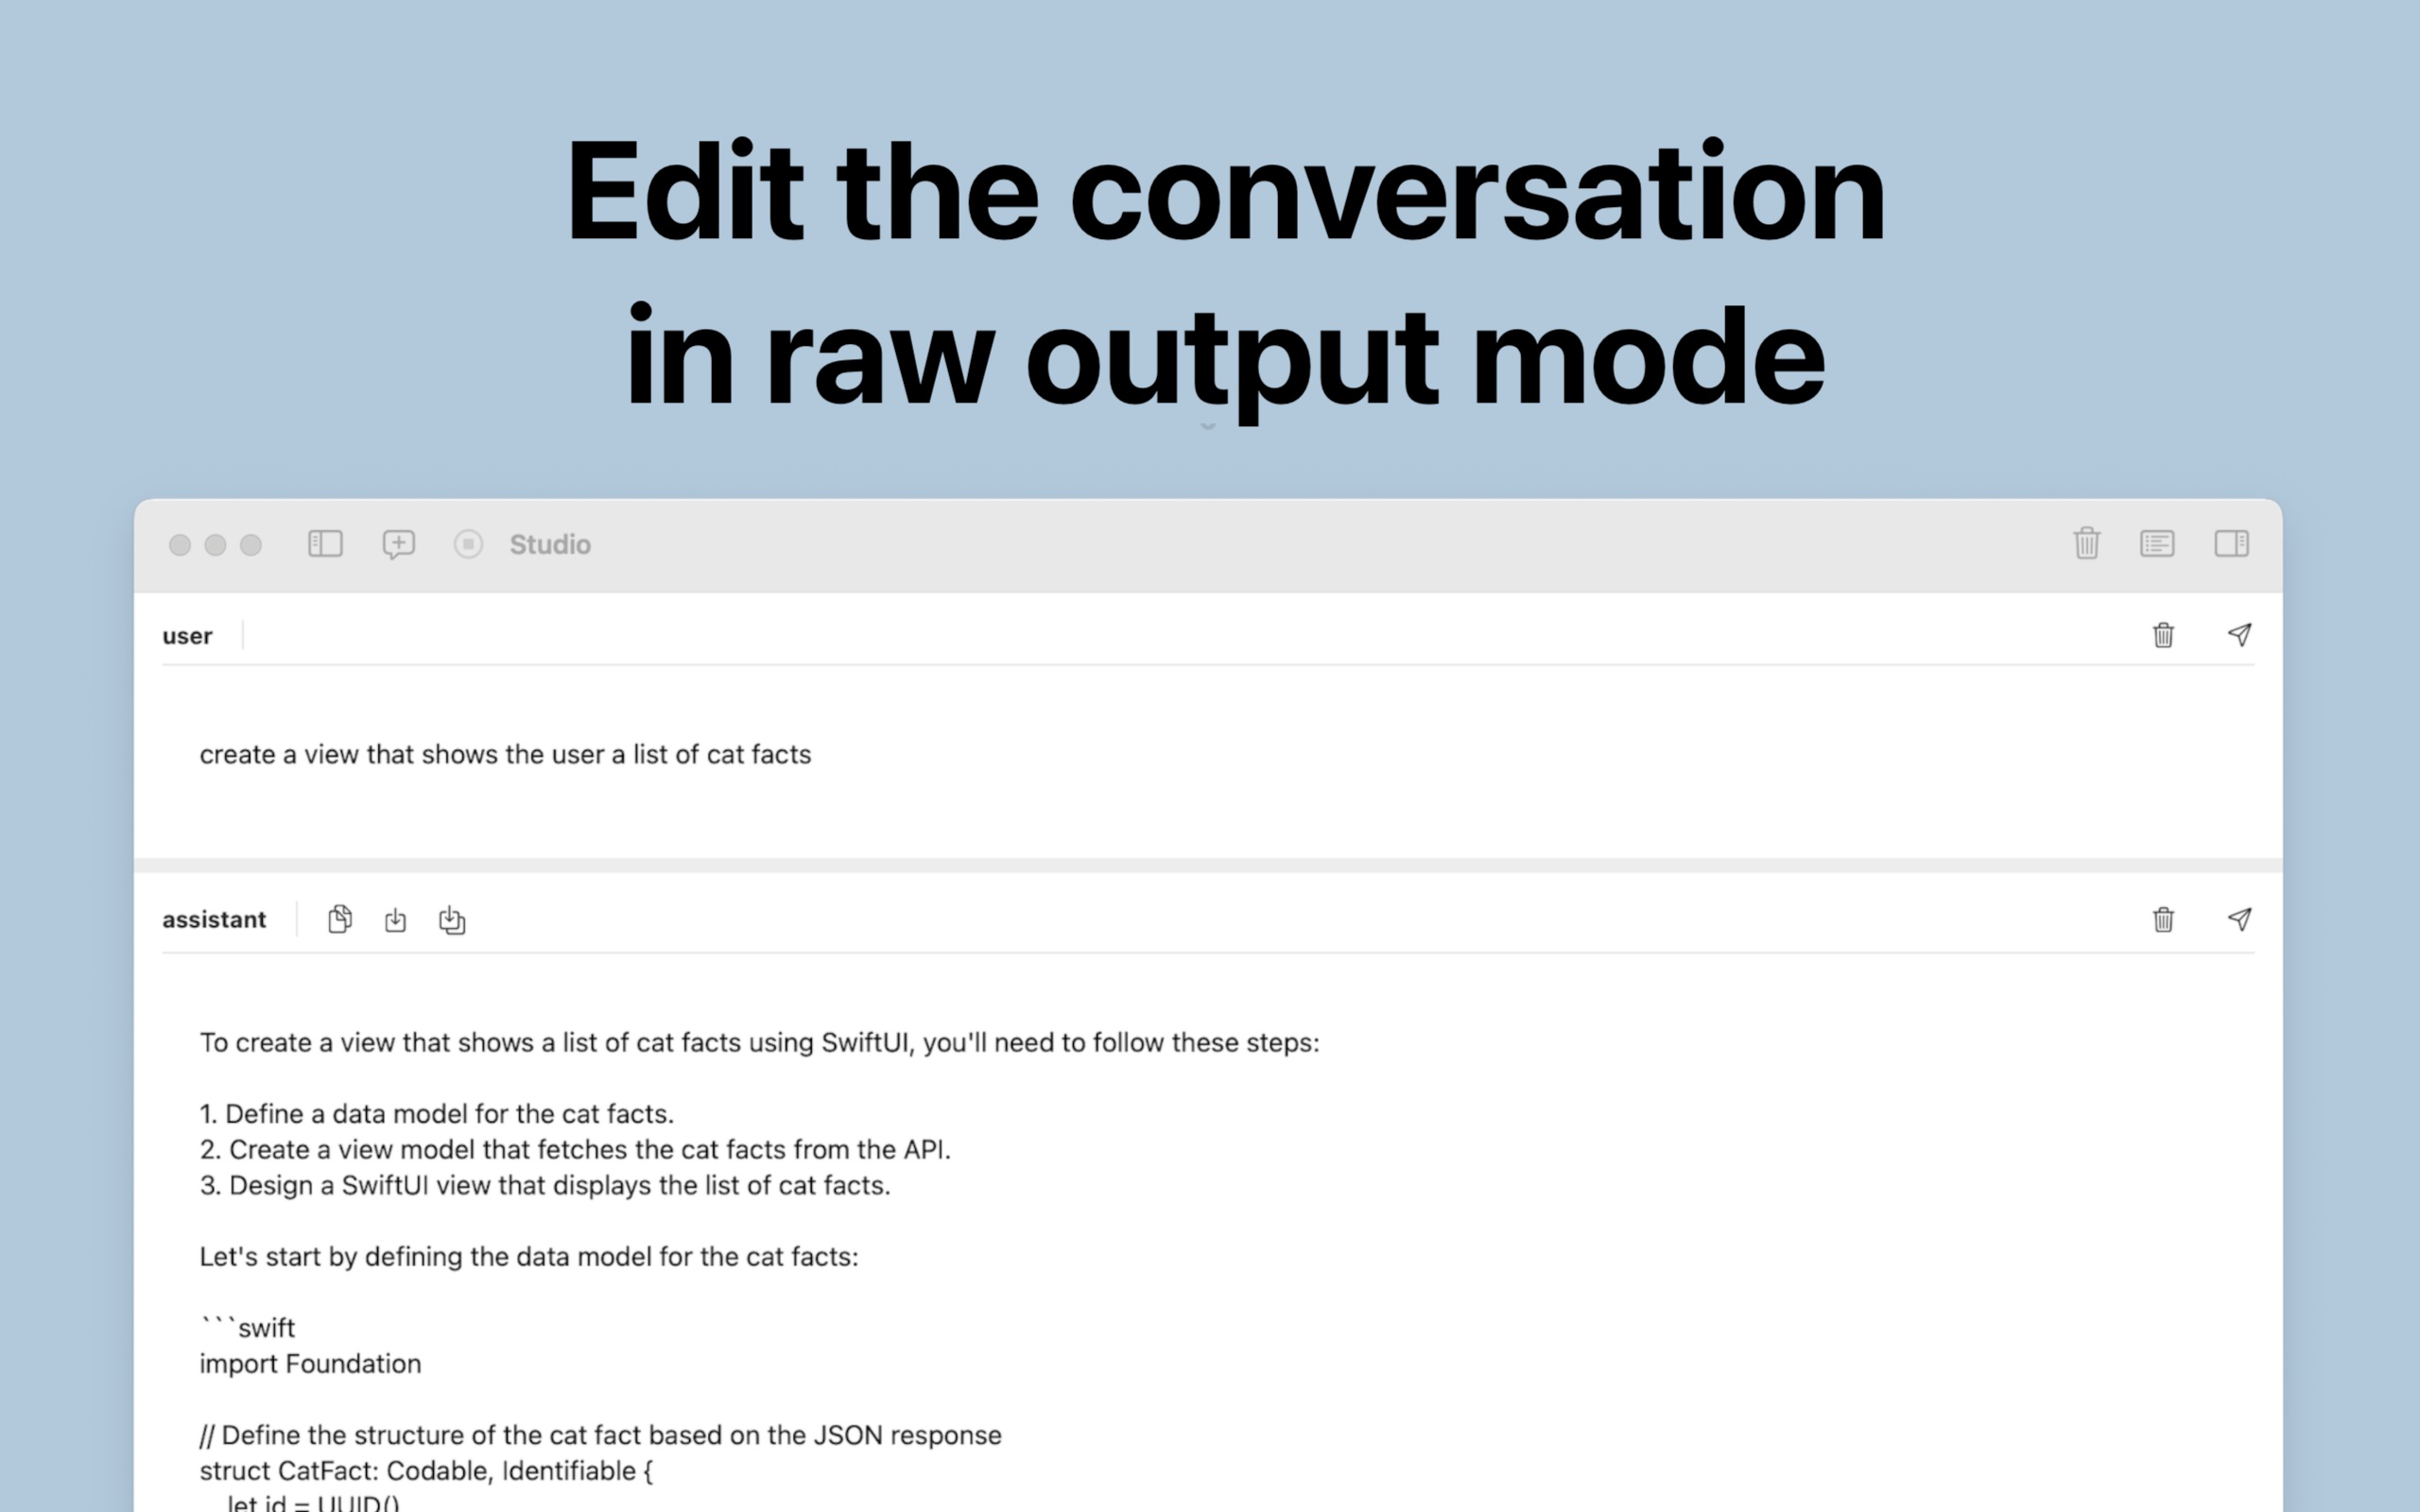 Edit the conversation
in raw output mode
Studio
user
create a view that shows the user a list of cat facts
assistant
To create a view that shows a list of cat facts using SwiftUI, you'll need to follow these steps:
1. Define a data model for the cat facts.
2. Create a view model that fetches the cat facts from the API.
3. Design a SwiftUI view that displays the list of cat facts.
Let's start by defining the data model for the cat facts:
```swift
import Foundation
// Define the structure of the cat fact based on the JSON response
struct CatFact: Codable, Identifiable {
let id = UUID()